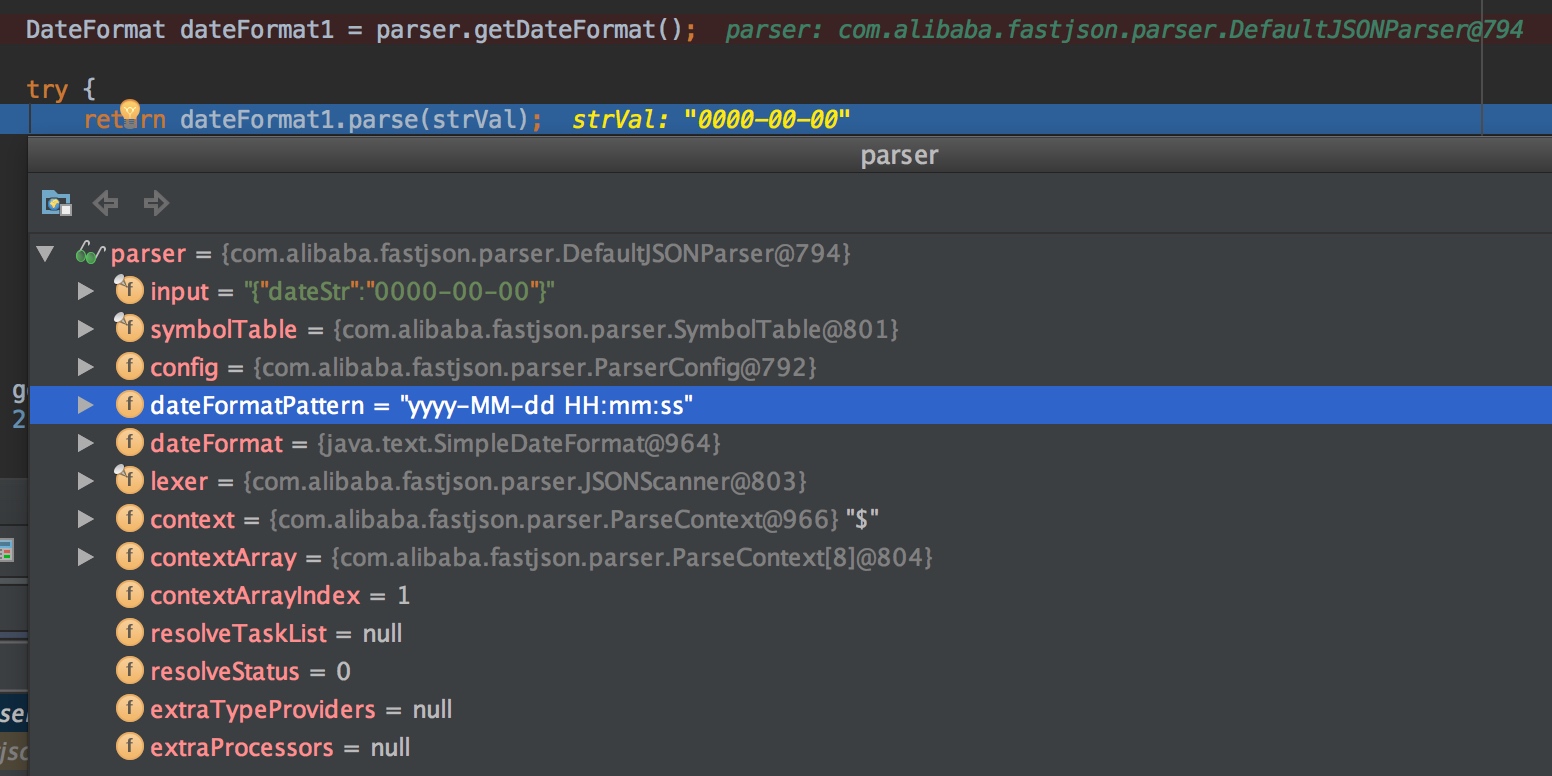 DateFormat dateFormat1 = parser.getDateFormat();  parser: com.alibaba.fastjson.parser.DefaultJSONParser@794
try {
return dateFormat1.parse(strVal);  strVal: "0000-00-00"
parser
parser = {com.alibaba.fastjson.parser.DefaultJSONParser@794}
f input = "{"dateStr":"0000-00-00"}"
f symbolTable = {com.alibaba.fastjson.parser.SymbolTable@801}
f config = {com.alibaba.fastjson.parser.ParserConfig@792}
f dateFormatPattern = "yyyy-MM-dd HH:mm:ss"
f dateFormat = {java.text.SimpleDateFormat@964}
f lexer = {com.alibaba.fastjson.parser.JSONScanner@803}
f context = {com.alibaba.fastjson.parser.ParseContext@966} "$"
f contextArray = {com.alibaba.fastjson.parser.ParseContext[8]@804}
f contextArrayIndex = 1
f resolveTaskList = null
f resolveStatus = 0
f extraTypeProviders = null
f extraProcessors = null